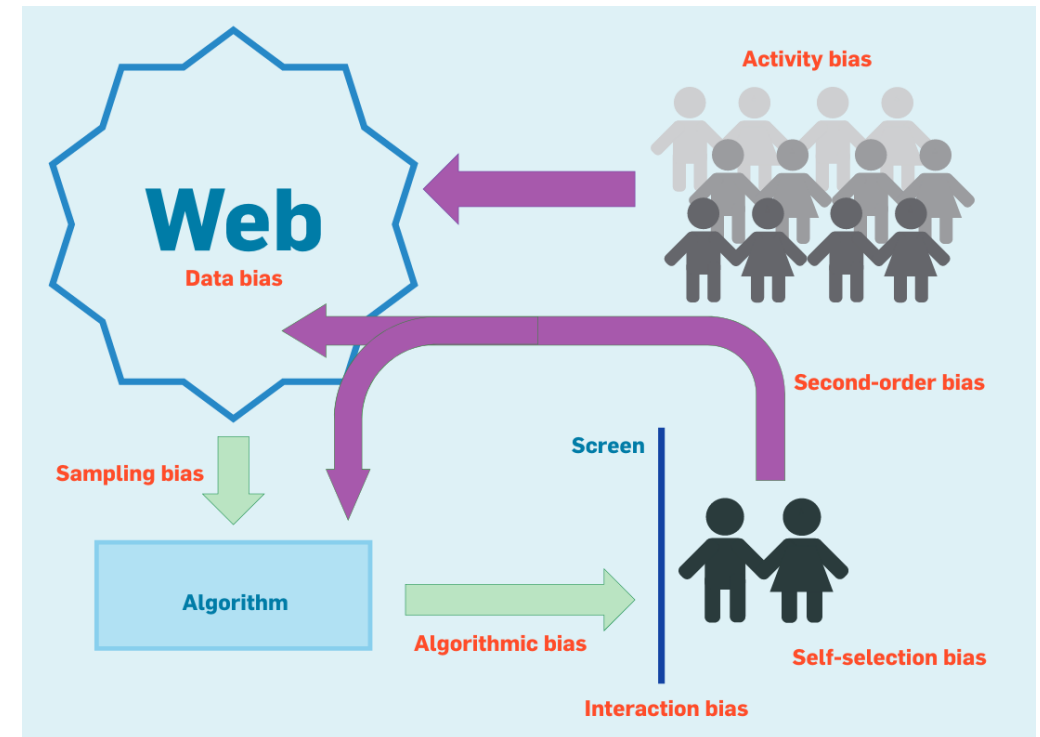 Activity bias
Web
Data bias
Second-order bias
Screen
Sampling bias
Algorithm
Algorithmic bias
Self-selection bias
Interaction bias